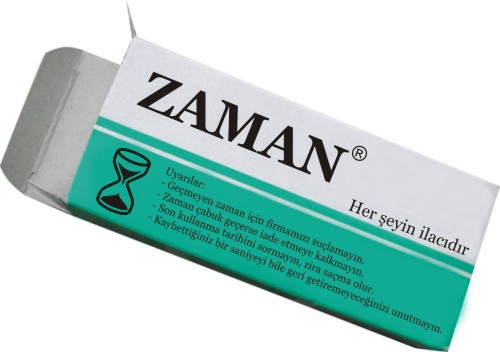 ZAMAN®
Her şeyin ilacıdır
Uyarılar:
- Geçmeyen zaman için firmamızı suçlamayın.
- Zaman çabuk geçerse iade etmeye kalkmayın.
- Son kullanma tarihini sormayın, zira saçma olur.
- Kaybettiğiniz bir saniyeyi bile geri getiremeyeceğinizi unutmayın.